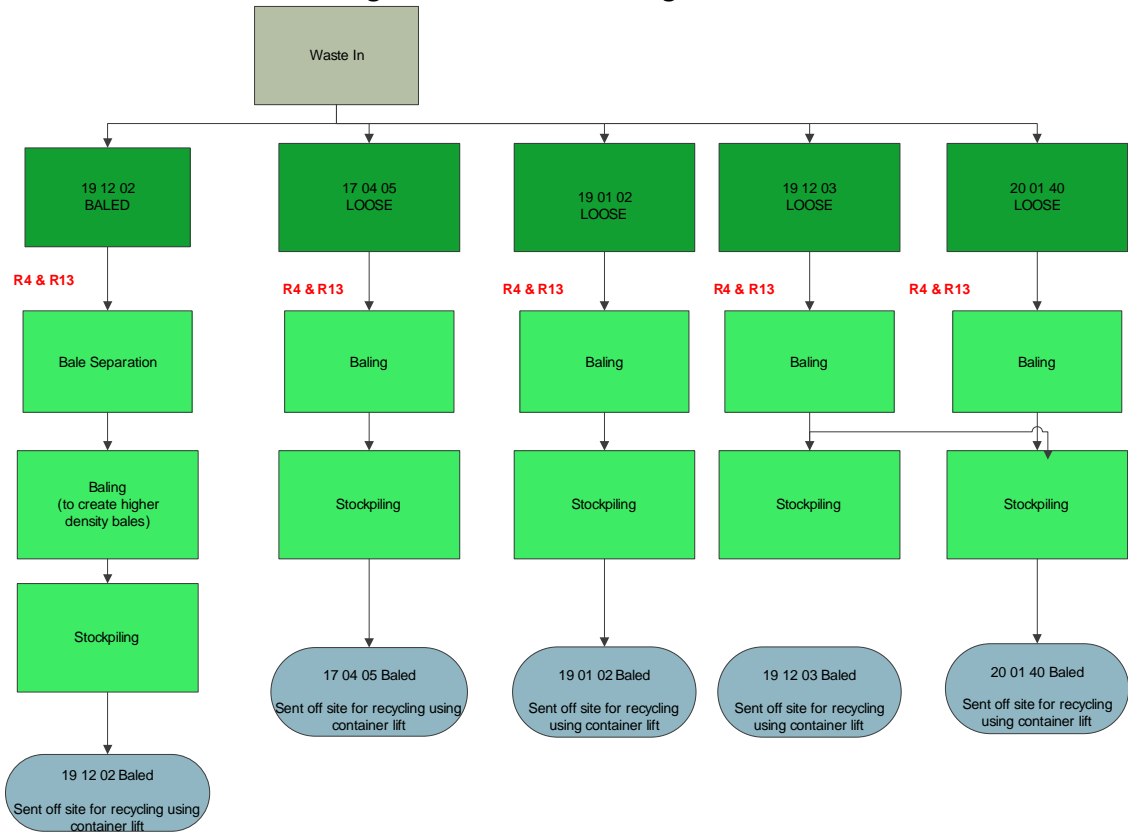 Waste In
19 12 02
BALED
17 04 05
LOOSE
19 01 02
LOOSE
19 12 03
LOOSE
20 01 40
LOOSE
R4 & R13
R4 & R13
R4 & R13
R4 & R13
R4 & R13
Bale Separation
Baling
Baling
Baling
Baling
Baling
(to create higher
density bales)
Stockpiling
Stockpiling
Stockpiling
Stockpiling
Stockpiling
17 04 05 Baled
Sent off site for recycling using
container lift
19 01 02 Baled
Sent off site for recycling
using container lift
19 12 03 Baled
Sent off site for recycling
using container lift
20 01 40 Baled
Sent off site for recycling
using container lift
19 12 02 Baled
Sent off site for recycling using
container lift